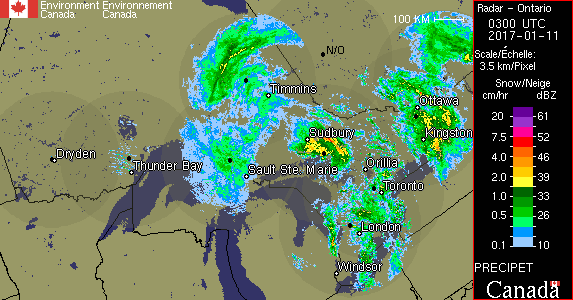 Environment Environnement
Canada Canada
100 KM
N/O
Timmins
Ottawa
Sudbury
Kingston
Dryden
Thunder Bay
Sault Ste. Marie
Orillia
Toronto
London
Windsor
Radar - Ontario
0300 UTC
2017-01-11
Scale/Échelle:
3.5 km/Pixel
Snow/Neige
cm/hr dBZ
20 61
7.5 52
4.0 46
2.0 39
1.0 33
0.5 26
0.1 10
PRECIPET
Canada